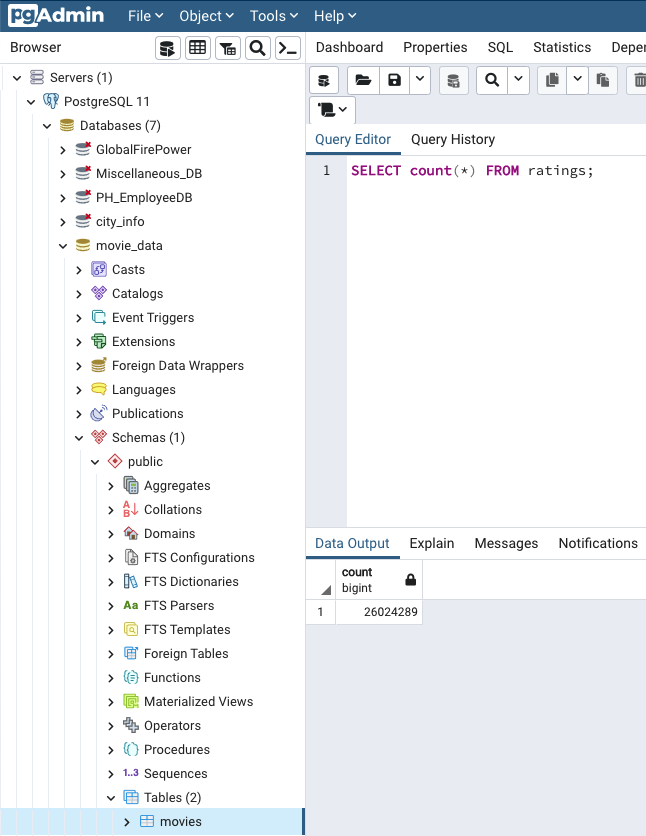 pgAdmin File Object Tools Help
Browser
Dashboard Properties SQL Statistics Deper
Servers (1)
PostgreSQL 11
Databases (7)
GlobalFirePower
Miscellaneous_DB
PH_EmployeeDB
city_info
movie_data
Casts
Catalogs
Event Triggers
Extensions
Foreign Data Wrappers
Languages
Publications
Schemas (1)
public
Aggregates
Collations
Domains
FTS Configurations
FTS Dictionaries
Aa FTS Parsers
FTS Templates
Foreign Tables
Functions
Materialized Views
Operators
Procedures
1..3 Sequences
Tables (2)
movies
Query Editor Query History
1 SELECT count(*) FROM ratings;
Data Output Explain Messages Notifications
count
bigint
1 26024289